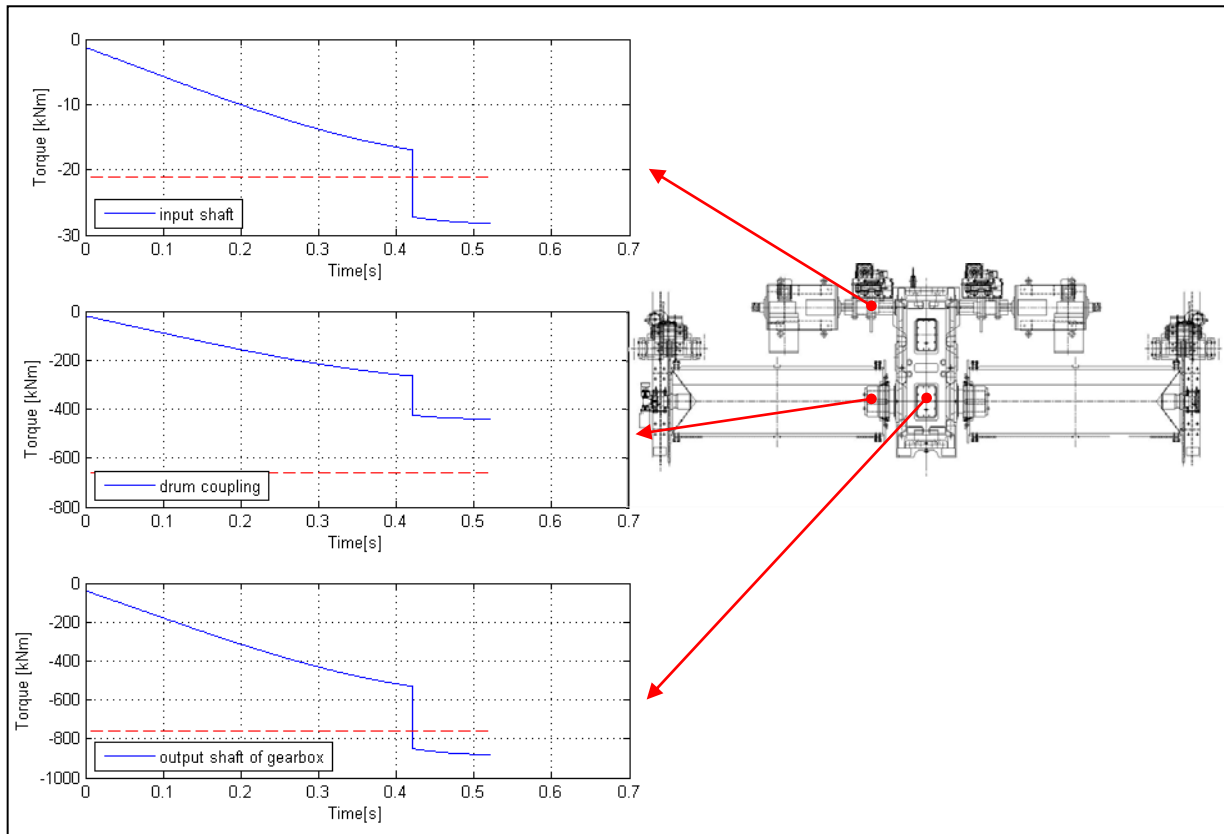 0
-10
-20
-30
Torque [kNm]
input shaft
0 0.1 0.2 0.3 0.4 0.5 0.6 0.7
Time[s]
0
-200
-400
-600
-800
Torque [kNm]
drum coupling
0 0.1 0.2 0.3 0.4 0.5 0.6 0.7
Time[s]
0
-200
-400
-600
-800
-1000
Torque [kNm]
output shaft of gearbox
0 0.1 0.2 0.3 0.4 0.5 0.6 0.7
Time[s]